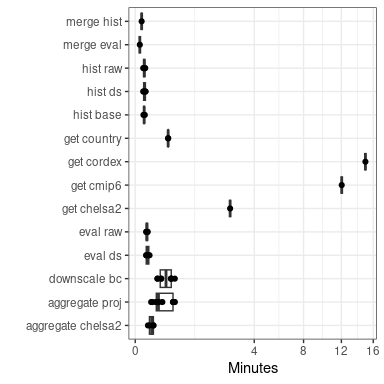 merge hist
merge eval
hist raw
hist ds
hist base
get country
get cordex
get cmip6
get chelsa2
eval raw
eval ds
downscale bc
aggregate proj
aggregate chelsa2
0 4 8 12 16
Minutes